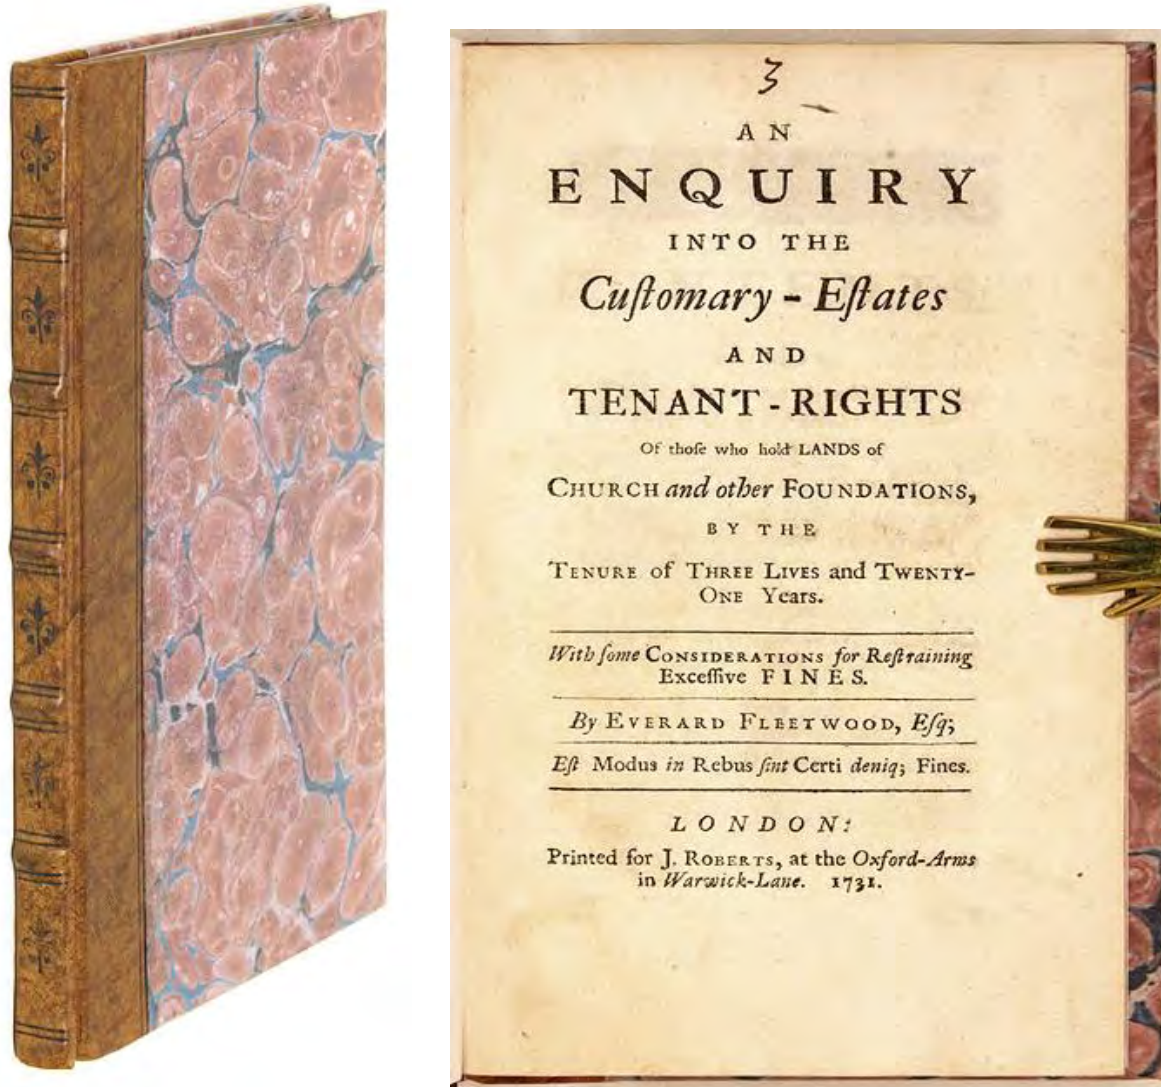 3
AN
ENQUIRY
INTO THE
Cuſtomary - Eſtates
AND
TENANT-RIGHTS
Of thoſe who hold LANDS of
CHURCH and other FOUNDATIONS,
BY THE
TENURE of THREE LIVES and TWENTY-
ONE Years.
With ſome CONSIDERATIONS for Reſtraining
Exceſſive FINES.
By EVERARD FLEETWOOD, Eſq;
Eſt Modus in Rebus ſint Certi deniq; Fines.
LONDON:
Printed for J. ROBERTS, at the Oxford-Arms
in Warwick-Lane. 1731.